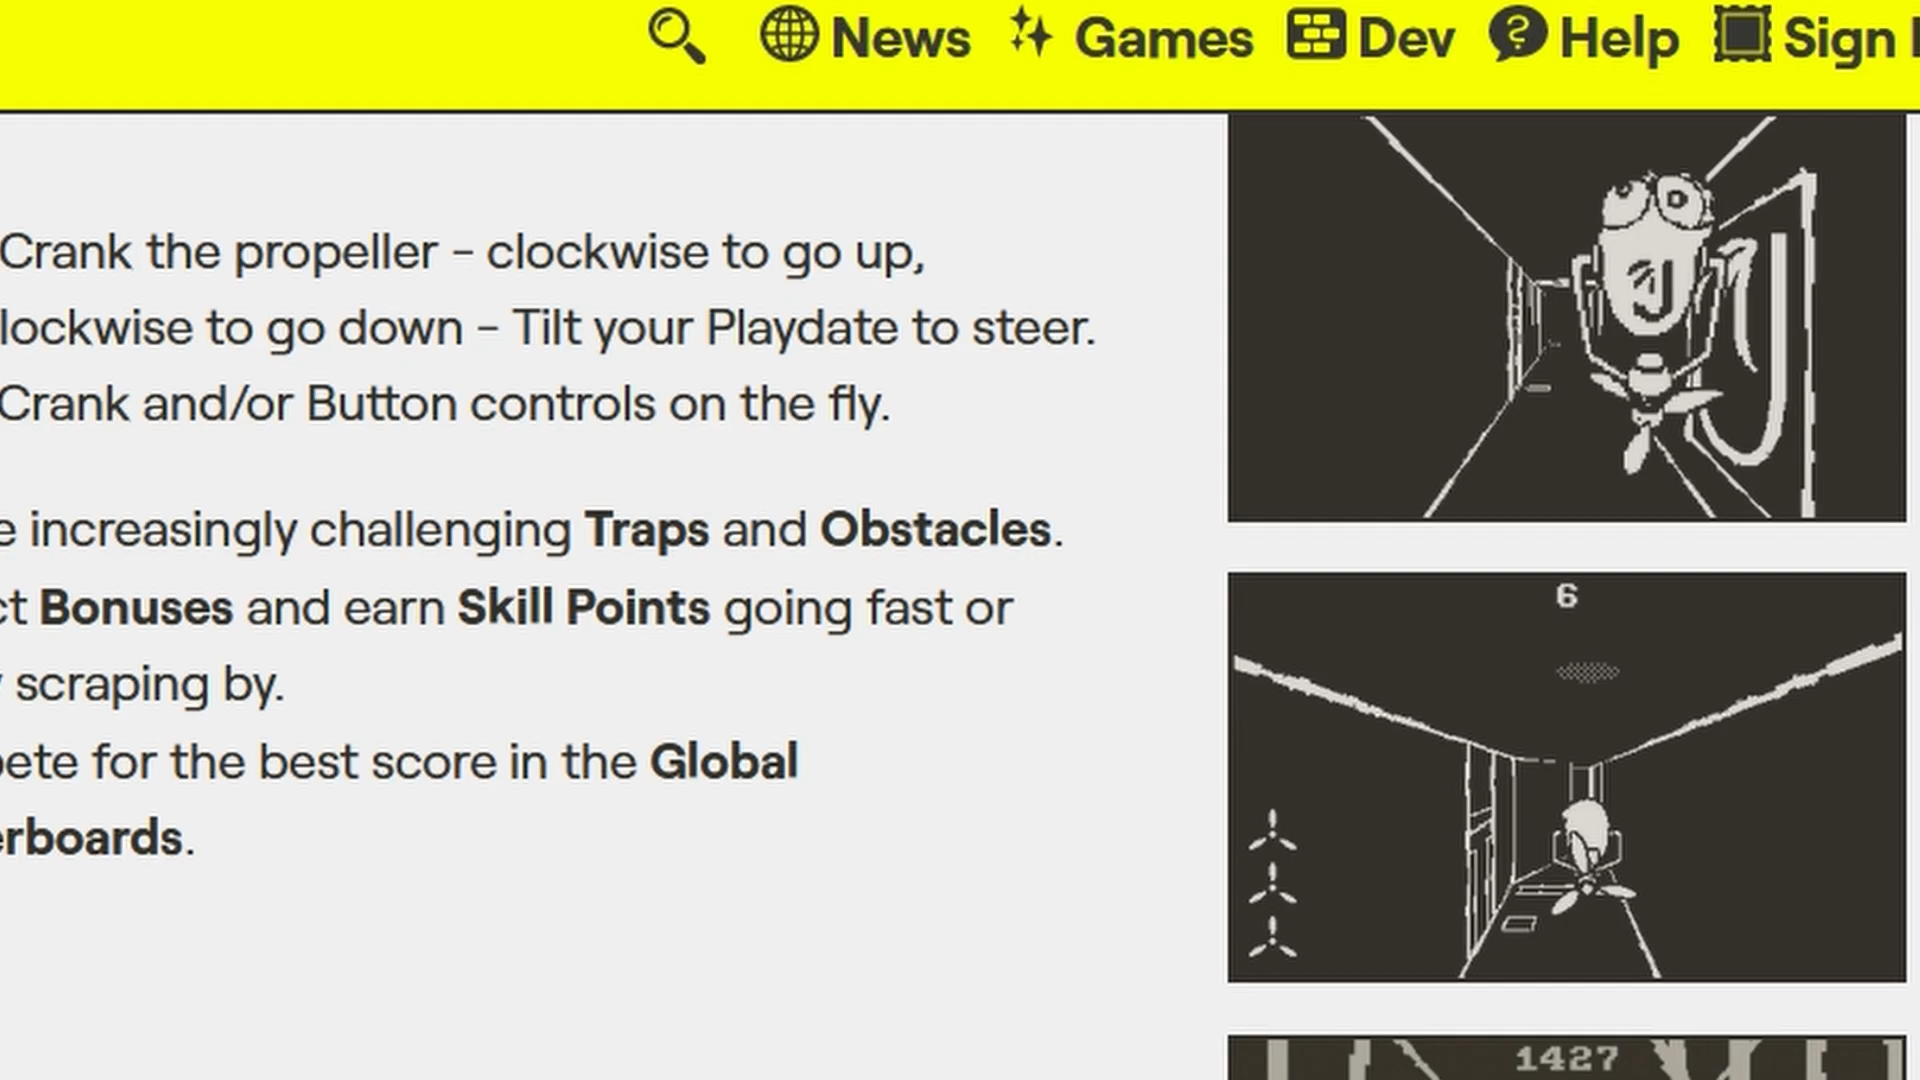 News Games Dev Help Sign
Crank the propeller – clockwise to go up,
lockwise to go down – Tilt your Playdate to steer.
Crank and/or Button controls on the fly.
e increasingly challenging Traps and Obstacles.
ct Bonuses and earn Skill Points going fast or
scraping by.
ete for the best score in the Global
erboards.
6
1427